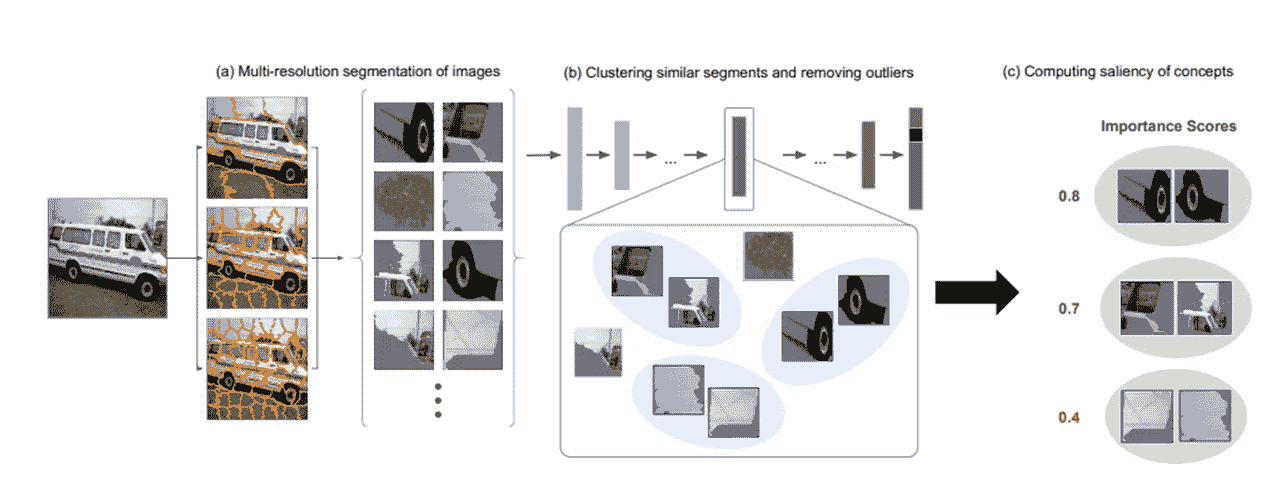 (a) Multi-resolution segmentation of images
(b) Clustering similar segments and removing outliers
(c) Computing saliency of concepts
Importance Scores
...
...
0.8
0.7
0.4